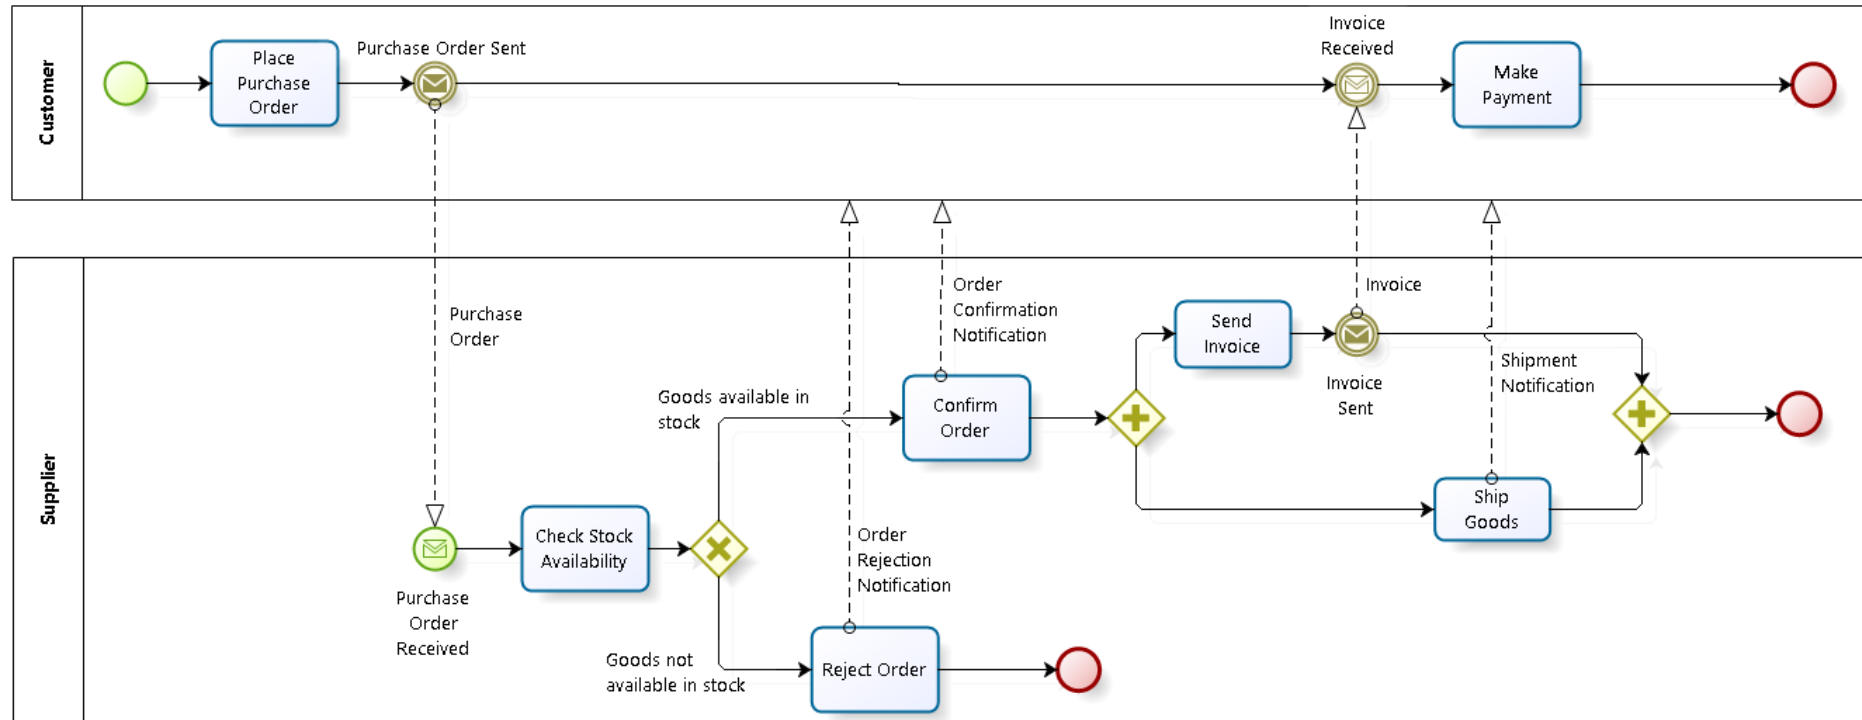 Customer
Place
Purchase
Order
Purchase Order Sent
Invoice
Received
Make
Payment
Supplier
Purchase
Order
Order
Confirmation
Notification
Invoice
Send
Invoice
Invoice
Sent
Shipment
Notification
Goods available in
stock
Confirm
Order
Ship
Goods
Purchase
Order
Received
Check Stock
Availability
Order
Rejection
Notification
Goods not
available in stock
Reject Order